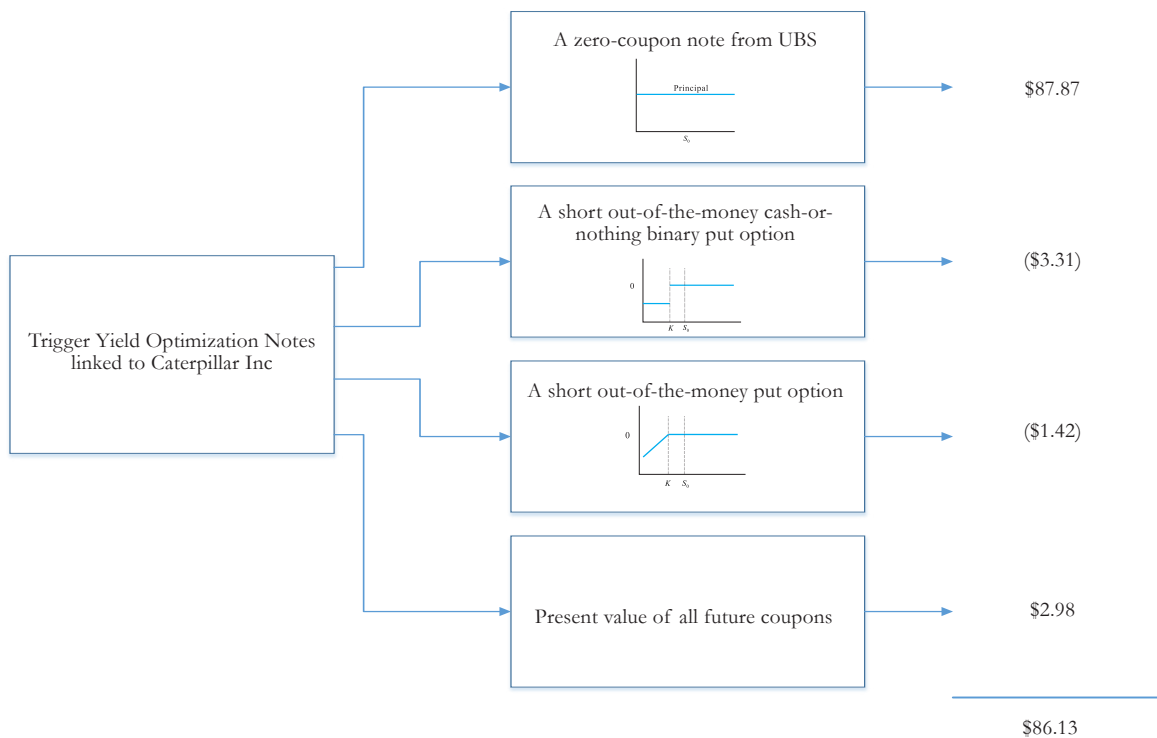 Trigger Yield Optimization Notes
linked to Caterpillar Inc
A zero-coupon note from UBS
Principal
S₀
$87.87
A short out-of-the-money cash-or-
nothing binary put option
0
K S₀
($3.31)
A short out-of-the-money put option
0
K S₀
($1.42)
Present value of all future coupons
$2.98
$86.13